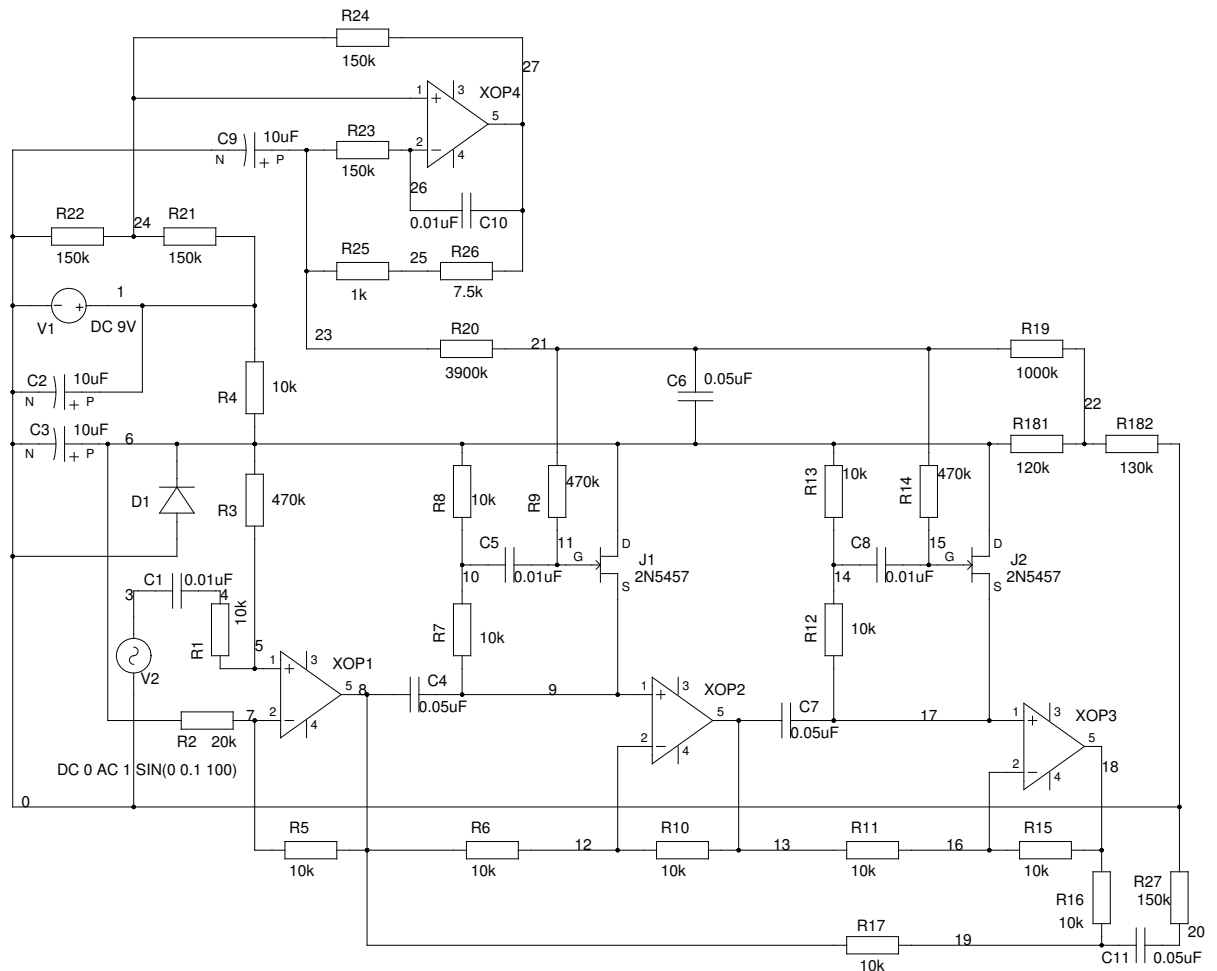 R24
150k
27
1
3
XOP4
+
5
C9
10uF
N
+
P
R23
150k
2
−
4
26
0.01uF
C10
R22
150k
24
R21
150k
R25
1k
25
R26
7.5k
1
−
+
V1
DC 9V
23
R20
3900k
21
R19
1000k
C2
10uF
N
+
P
R4
10k
C6
0.05uF
22
C3
10uF
N
+
P
6
R181
120k
R182
130k
D1
R3
470k
R8
10k
R9
470k
R13
10k
R14
470k
C5
0.01uF
10
11
G
D
S
J1
2N5457
C8
0.01uF
14
15
G
D
S
J2
2N5457
C1
0.01uF
3
4
R1
10k
V2
5
R7
10k
R12
10k
1
+
3
XOP1
5
8
2
−
4
7
R2
20k
C4
0.05uF
9
1
+
3
XOP2
5
2
−
4
C7
0.05uF
17
1
+
3
XOP3
5
2
−
4
18
DC 0 AC 1 SIN(0 0.1 100)
0
R5
10k
R6
10k
12
R10
10k
13
R11
10k
16
R15
10k
R16
10k
R27
150k
20
R17
10k
19
C11
0.05uF